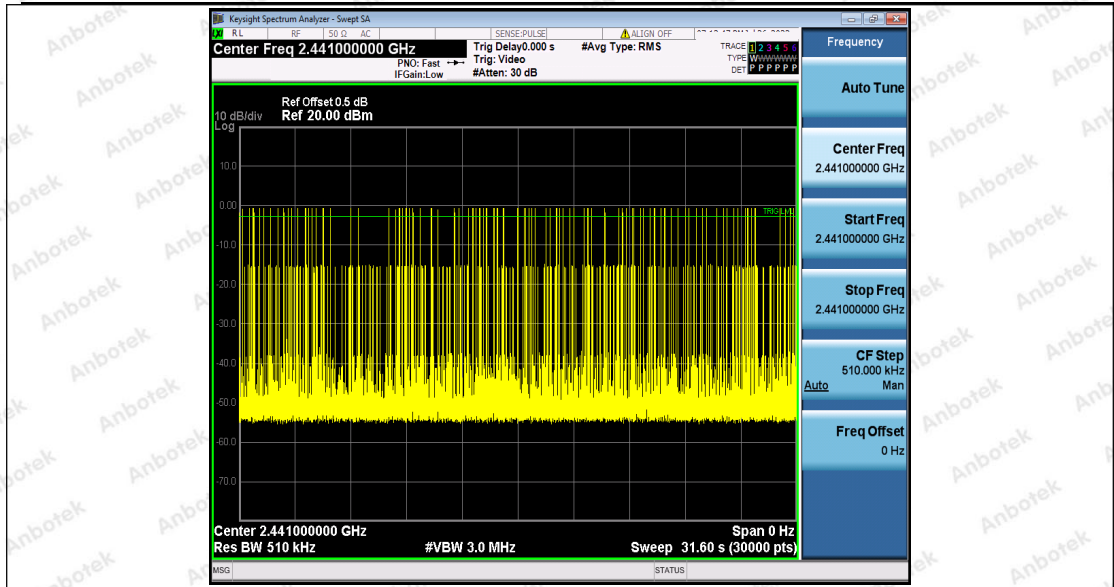 Keysight Spectrum Analyzer - Swept SA
RL RF 50 Ω AC SENSE:PULSE ALIGN OFF
Center Freq 2.441000000 GHz
PNO: Fast
IFGain:Low
Trig Delay0.000 s
Trig: Video
#Atten: 30 dB
#Avg Type: RMS
TRACE 1 2 3 4 5 6
TYPE WWWWWW
DET P P P P P P
Frequency
Auto Tune
Ref Offset 0.5 dB
10 dB/div Ref 20.00 dBm
Log
10.0
0.00
-10.0
-20.0
-30.0
-40.0
-50.0
-60.0
-70.0
Center Freq
2.441000000 GHz
Start Freq
2.441000000 GHz
Stop Freq
2.441000000 GHz
CF Step
510.000 kHz
Auto Man
Freq Offset
0 Hz
Center 2.441000000 GHz Span 0 Hz
Res BW 510 kHz #VBW 3.0 MHz Sweep 31.60 s (30000 pts)
MSG STATUS
Anbotek